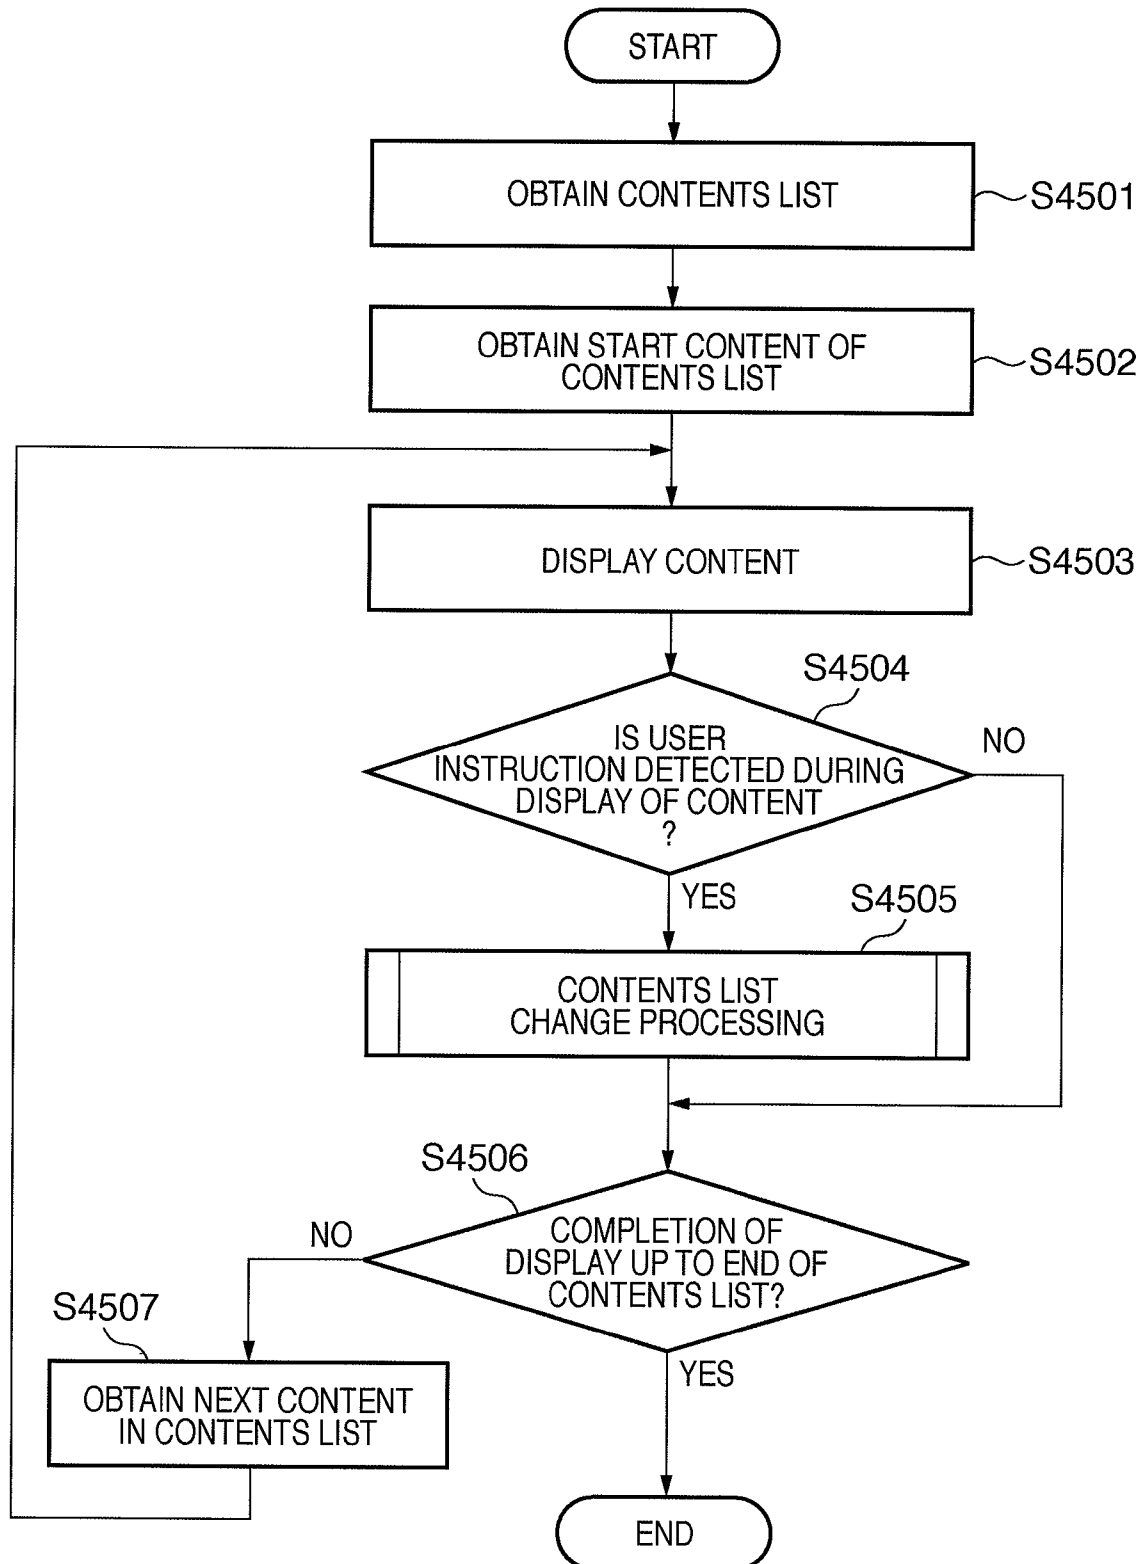 START
OBTAIN CONTENTS LIST
S4501
OBTAIN START CONTENT OF
CONTENTS LIST
S4502
DISPLAY CONTENT
S4503
S4504
IS USER
INSTRUCTION DETECTED DURING
DISPLAY OF CONTENT
?
NO
YES
S4505
CONTENTS LIST
CHANGE PROCESSING
S4506
COMPLETION OF
DISPLAY UP TO END OF
CONTENTS LIST?
NO
YES
S4507
OBTAIN NEXT CONTENT
IN CONTENTS LIST
END